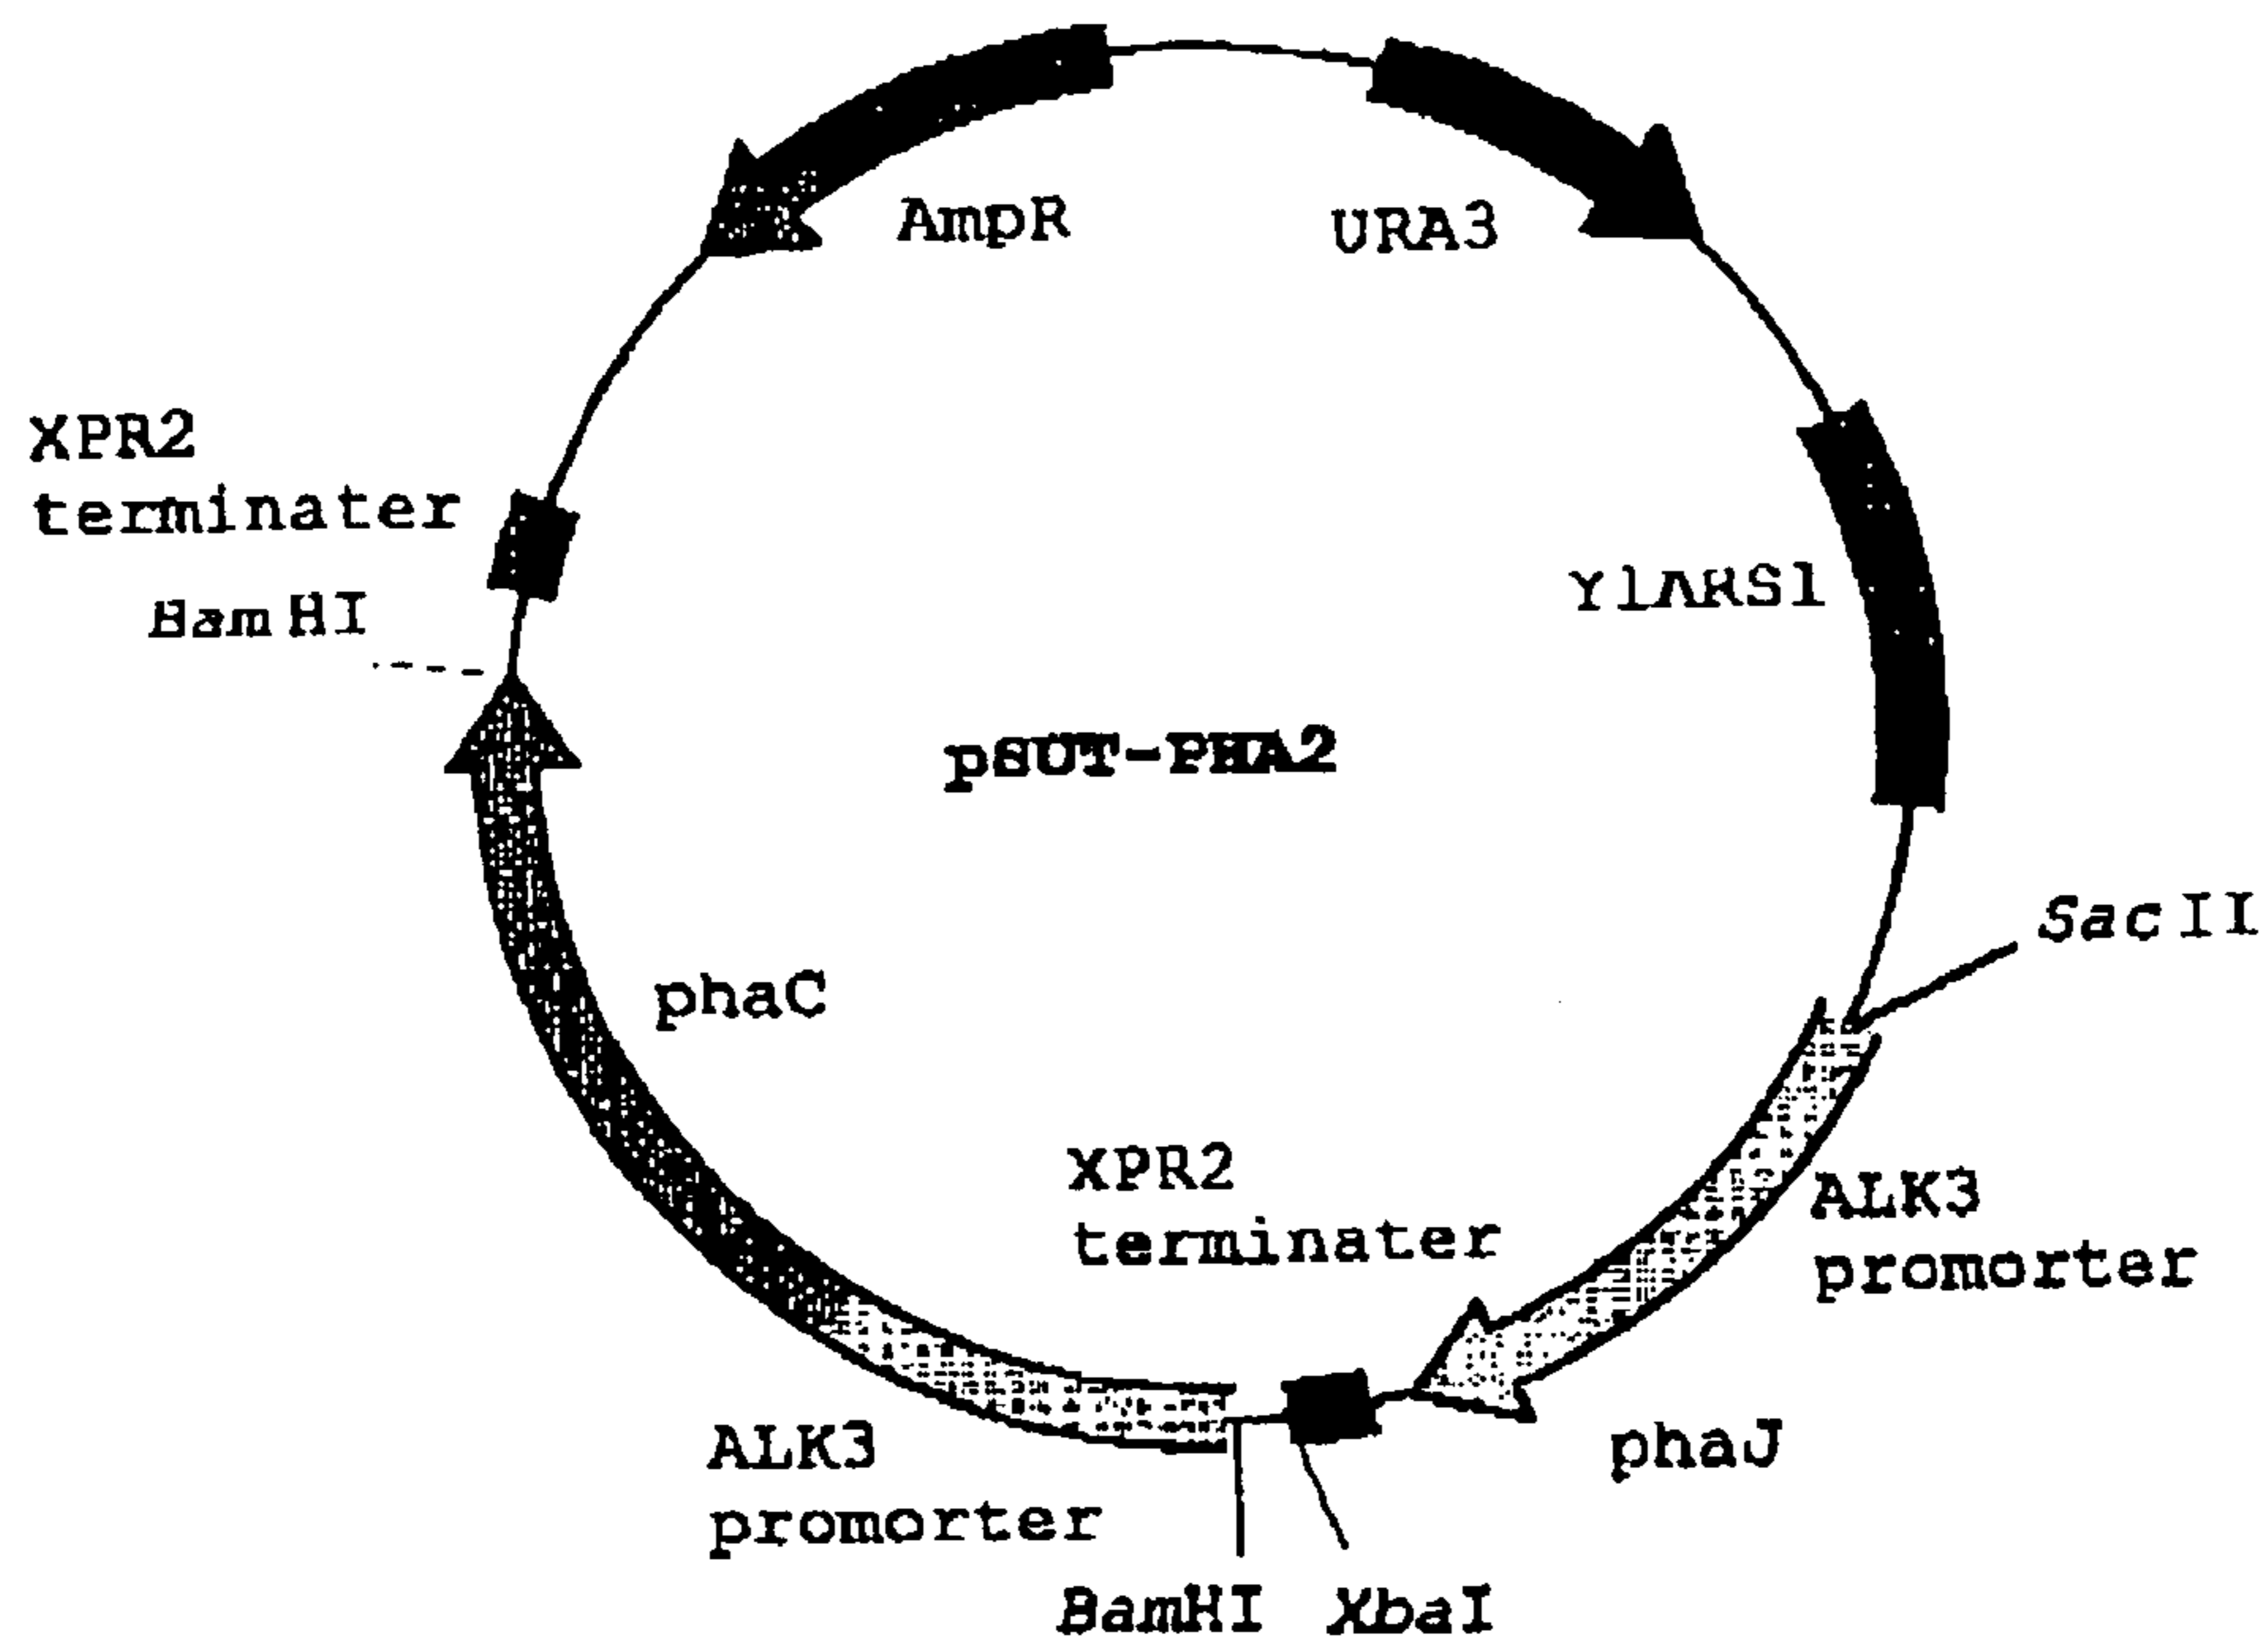 AmpR
URA3
XPR2
terminater
BamHI
YlARS1
pSUT-PHA2
SacII
phaC
XPR2
terminater
ALK3
promorter
ALK3
promorter
phaJ
BamHI
XbaI